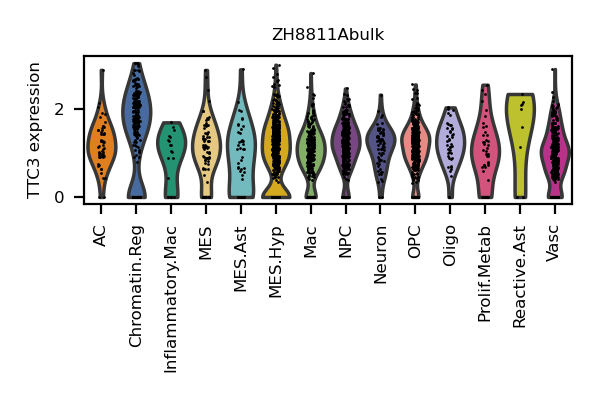 ZH8811Abulk
TTC3 expression
2
0
AC
Chromatin.Reg
Inflammatory.Mac
MES
MES.Ast
MES.Hyp
Mac
NPC
Neuron
OPC
Oligo
Prolif.Metab
Reactive.Ast
Vasc